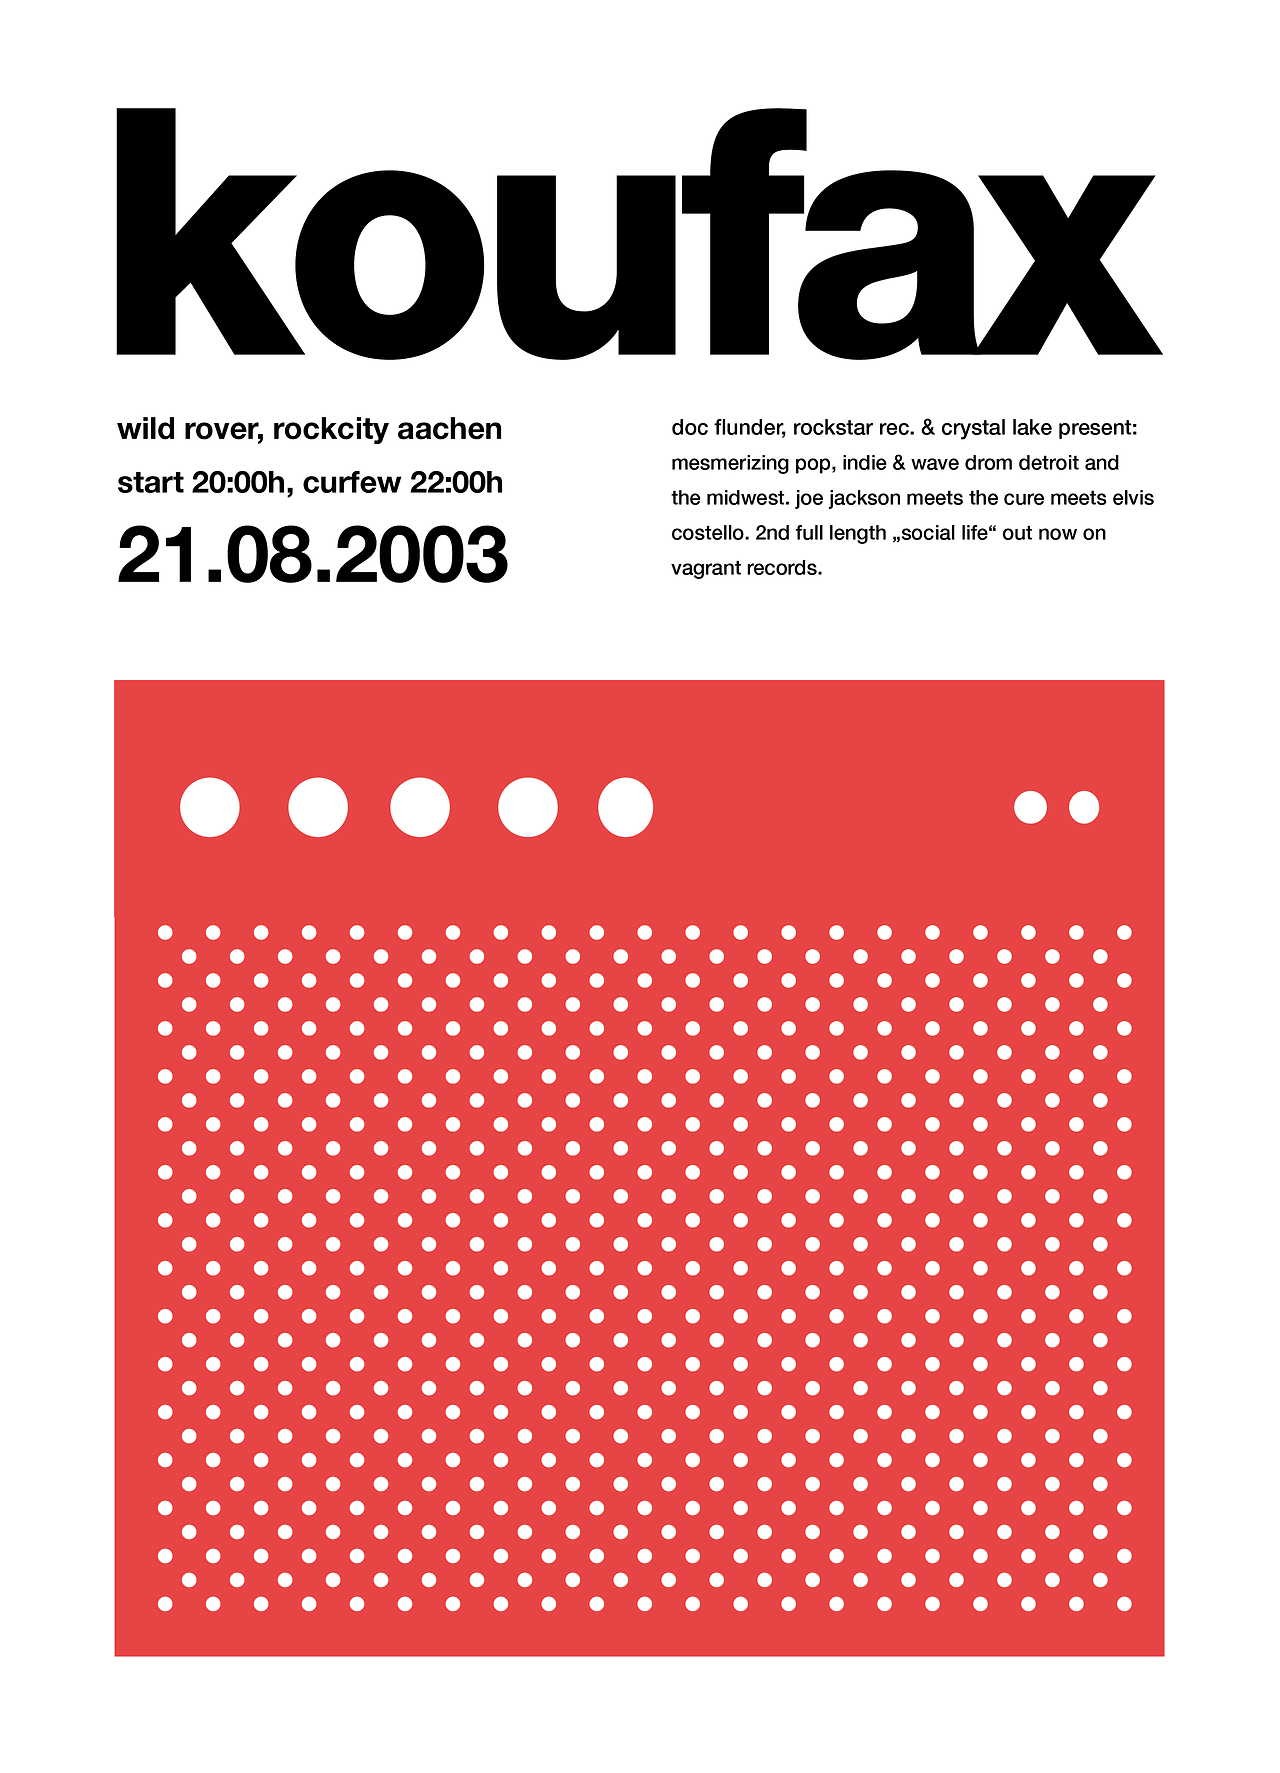 koufax
wild rover, rockcity aachen
start 20:00h, curfew 22:00h
21.08.2003
doc flunder, rockstar rec. & crystal lake present:
mesmerizing pop, indie & wave drom detroit and
the midwest. joe jackson meets the cure meets elvis
costello. 2nd full length „social life“ out now on
vagrant records.